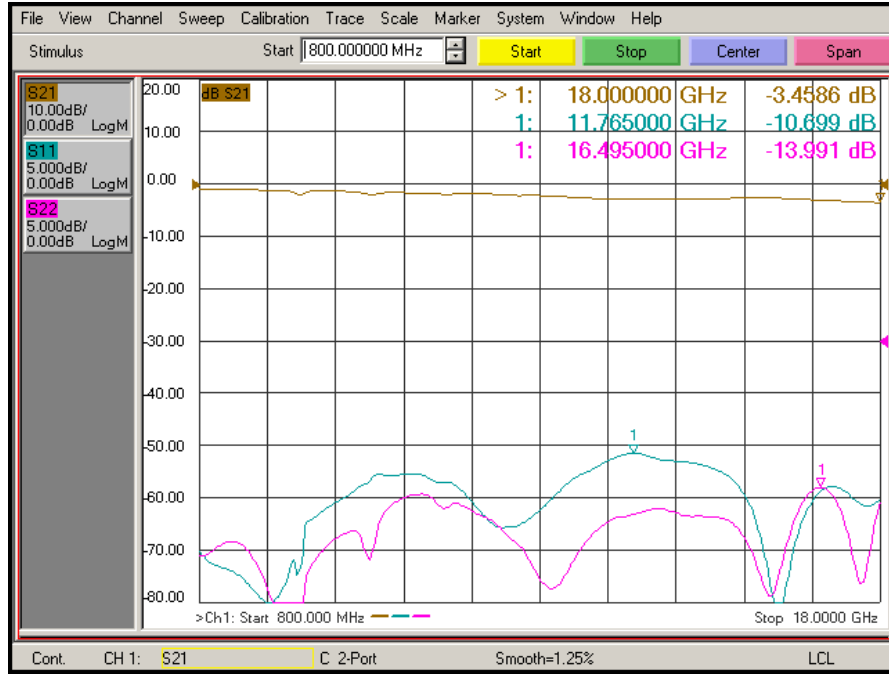 File View Channel Sweep Calibration Trace Scale Marker System Window Help
Stimulus Start 800.000000 MHz Start Stop Center Span
S21
10.00dB/
0.00dB LogM
S11
5.000dB/
0.00dB LogM
S22
5.000dB/
0.00dB LogM
20.00
10.00
0.00
-10.00
-20.00
-30.00
-40.00
-50.00
-60.00
-70.00
-80.00
dB S21
> 1: 18.000000 GHz -3.4586 dB
1: 11.765000 GHz -10.699 dB
1: 16.495000 GHz -13.991 dB
1
1
>Ch1: Start 800.000 MHz Stop 18.0000 GHz
Cont. CH 1: S21 C 2-Port Smooth=1.25% LCL